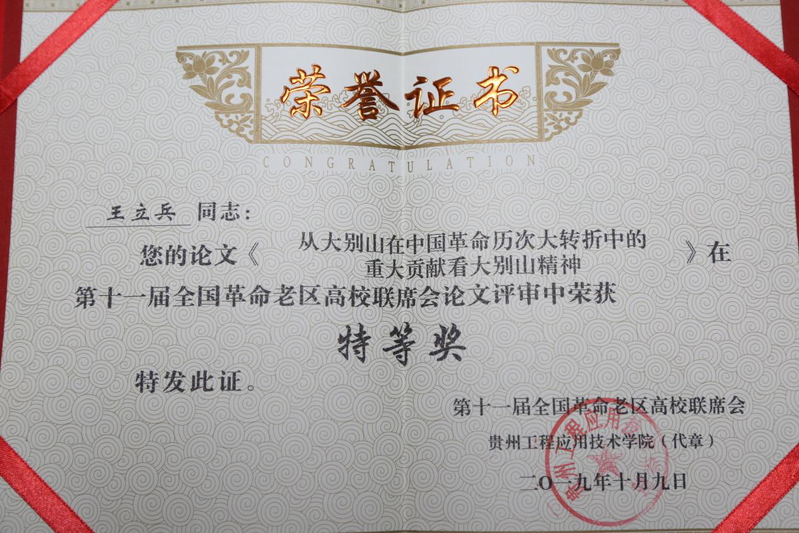 荣誉证书
CONGRATULATION
王立兵 同志：
您的论文《从大别山在中国革命历次大转折中的
重大贡献看大别山精神》在
第十一届全国革命老区高校联席会论文评审中荣获
特等奖
特发此证。
第十一届全国革命老区高校联席会
贵州工程应用技术学院（代章）
二〇一九年十月九日